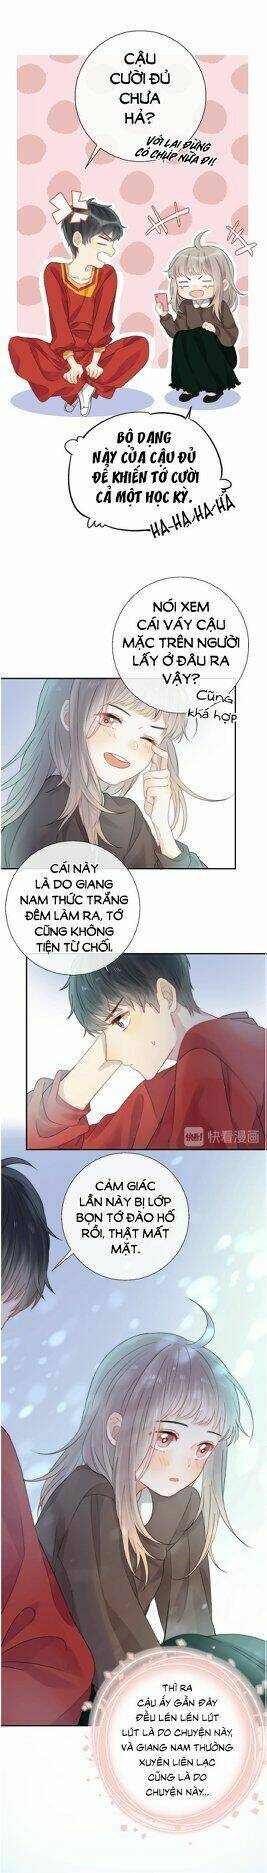 CẬU
CƯỜI ĐỦ
CHƯA
HẢ?
VỚI LẠI ĐỪNG
CÓ CHỤP NỮA ĐI!
BỘ DẠNG
NÀY CỦA CẬU ĐỦ
ĐỂ KHIẾN TỚ CƯỜI
CẢ MỘT HỌC KỲ.
HA HA HA HA HA
NÓI XEM
CÁI VÁY CẬU
MẶC TRÊN NGƯỜI
LẤY Ở ĐÂU RA
VẬY?
Cũng
khá hợp
CÁI NÀY
LÀ DO GIANG
NAM THỨC TRẮNG
ĐÊM LÀM RA, TỚ
CŨNG KHÔNG
TIỆN TỪ CHỐI.
快看漫画
CẢM GIÁC
LẦN NÀY BỊ LỚP
BỌN TỚ ĐÀO HỐ
RỒI, THẬT MẤT
MẶT.
THÌ RA
CẬU ẤY GẦN ĐÂY
ĐỀU LÉN LÉN LÚT
LÚT LÀ DO CHUYỆN NÀY,
VÀ GIANG NAM THƯỜNG
XUYÊN LIÊN LẠC
CŨNG LÀ DO
CHUYỆN NÀY...